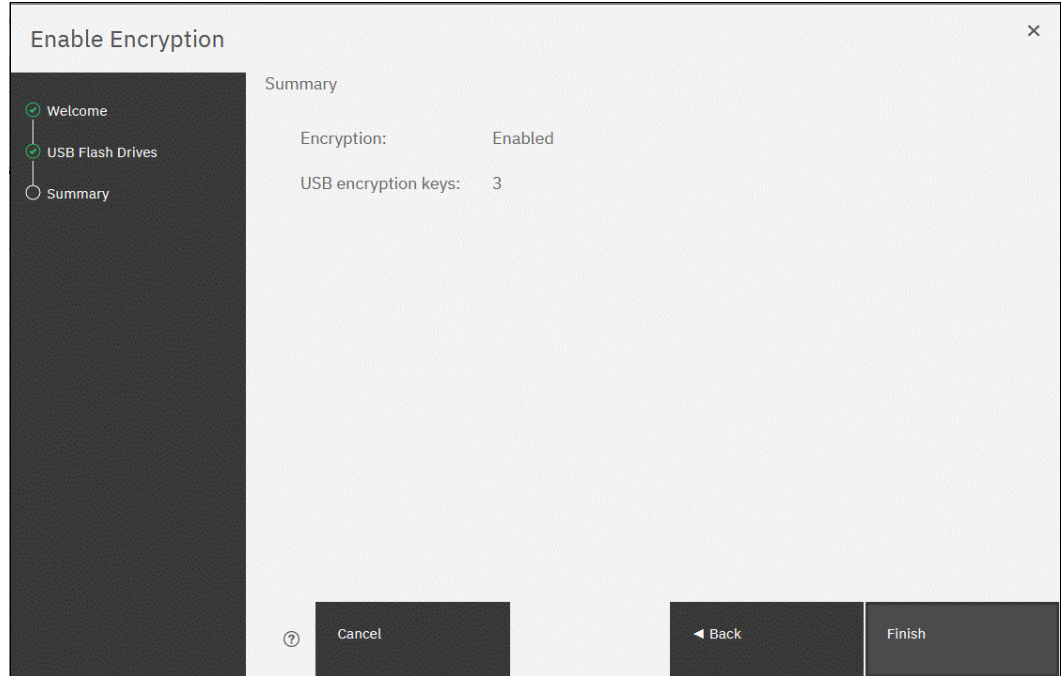 Enable Encryption
×
Welcome
USB Flash Drives
Summary
Summary
Encryption: Enabled
USB encryption keys: 3
?
Cancel
◄ Back
Finish